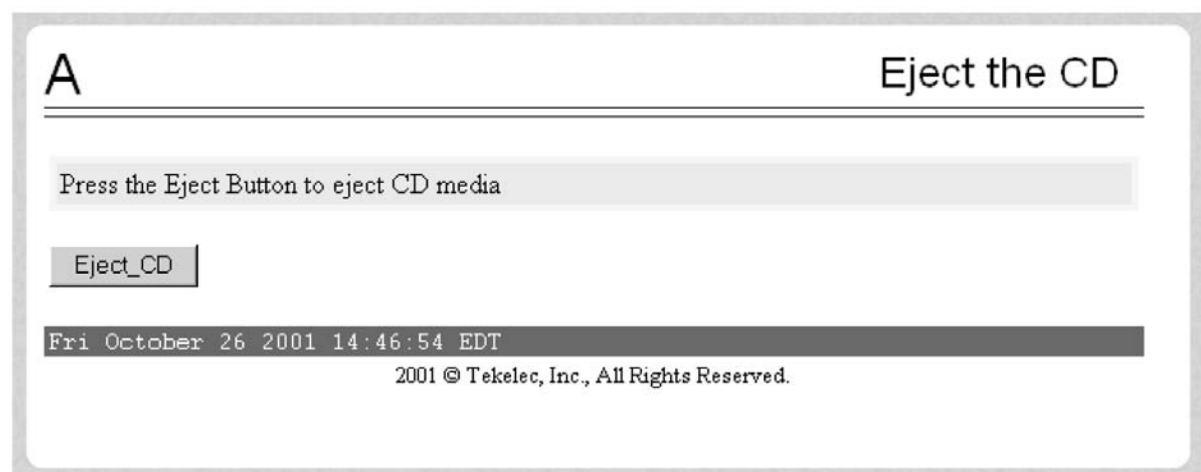 A Eject the CD
Press the Eject Button to eject CD media
Eject_CD
Fri October 26 2001 14:46:54 EDT
2001 © Tekelec, Inc., All Rights Reserved.